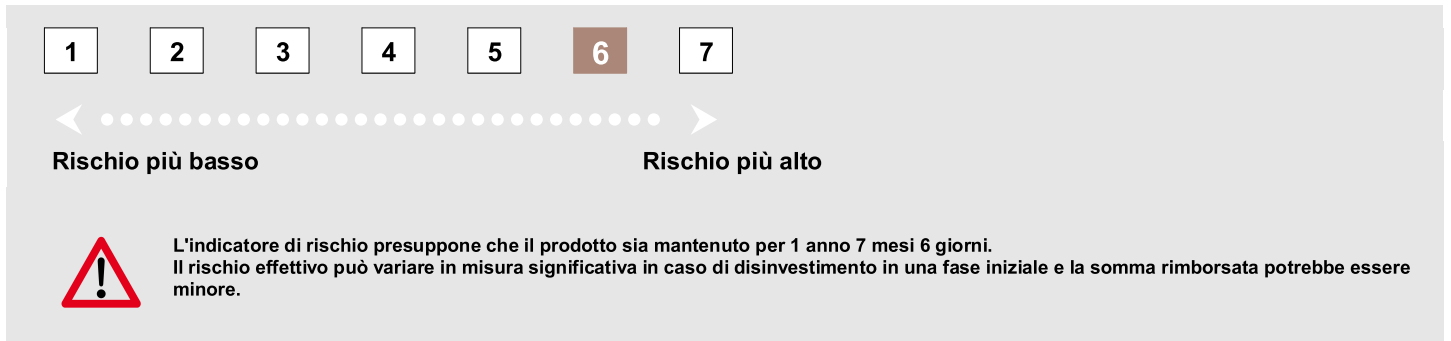 1 2 3 4 5 6 7
Rischio più basso Rischio più alto
L'indicatore di rischio presuppone che il prodotto sia mantenuto per 1 anno 7 mesi 6 giorni.
Il rischio effettivo può variare in misura significativa in caso di disinvestimento in una fase iniziale e la somma rimborsata potrebbe essere
minore.